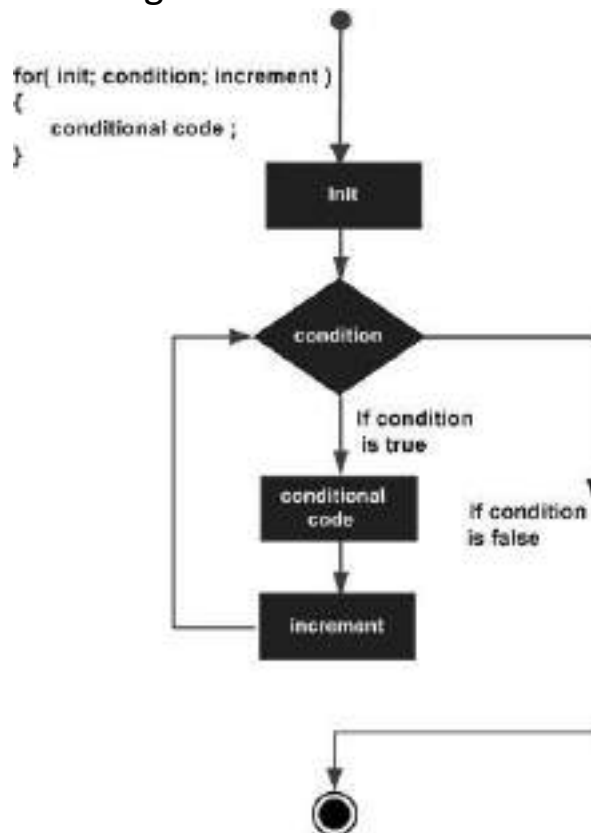 for( init; condition; increment )
{
conditional code ;
}
Init
condition
If condition
is true
conditional
code
If condition
is false
increment